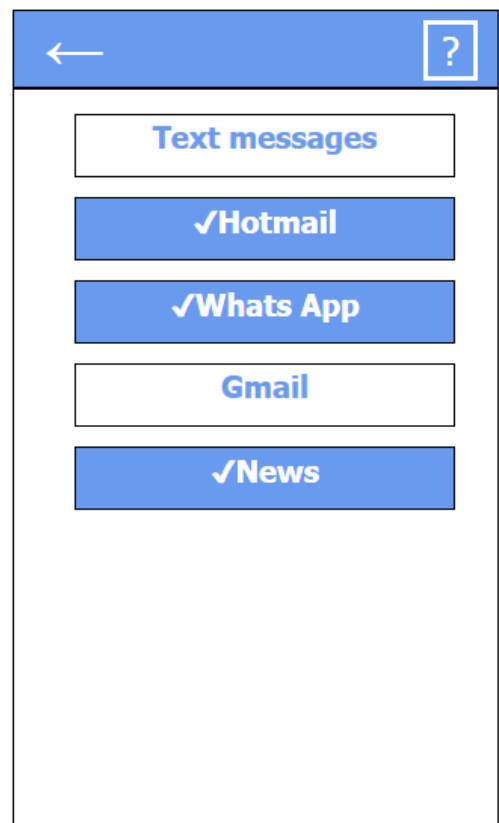 ←
?
Text messages
✓Hotmail
✓Whats App
Gmail
✓News